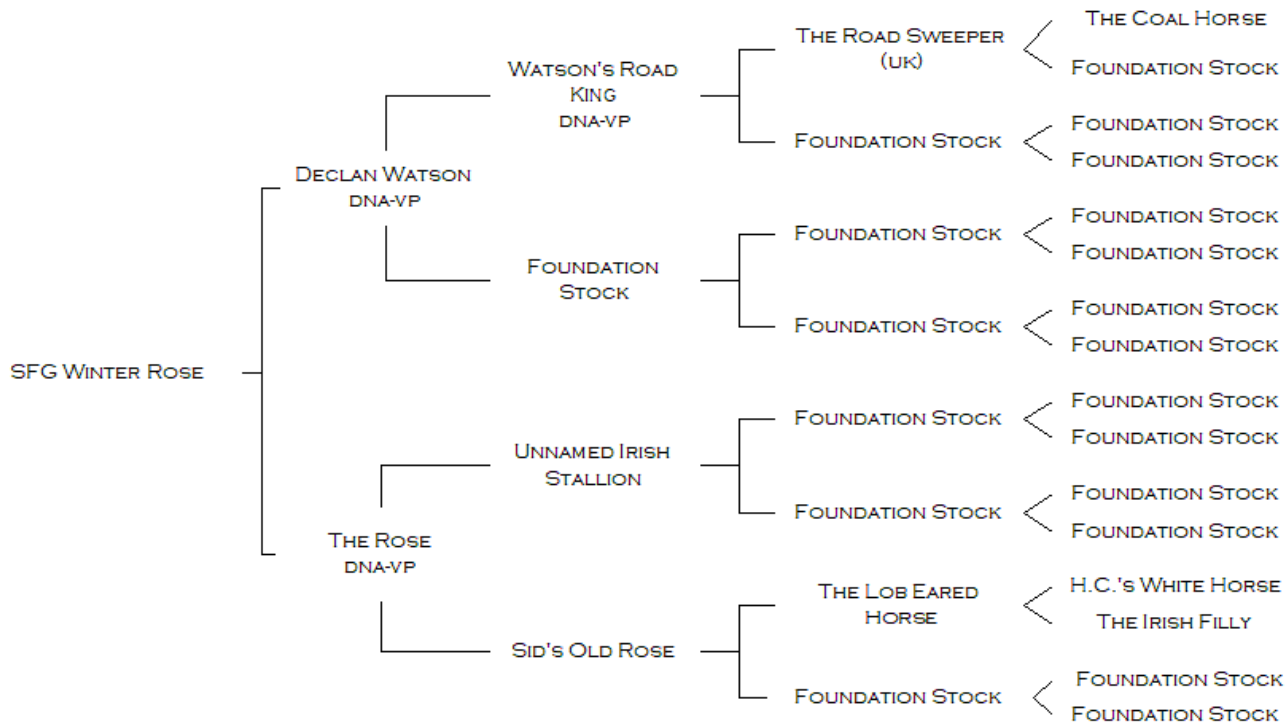 The Coal Horse
The Road Sweeper
(UK)
Foundation Stock
Watson's Road
King
DNA-VP
Foundation Stock
Foundation Stock
Foundation Stock
Declan Watson
DNA-VP
Foundation Stock
Foundation Stock
Foundation Stock
Foundation
Stock
Foundation Stock
Foundation Stock
Foundation Stock
SFG Winter Rose
Foundation Stock
Foundation Stock
Foundation Stock
Unnamed Irish
Stallion
Foundation Stock
Foundation Stock
Foundation Stock
The Rose
DNA-VP
H.C.'s White Horse
The Lob Eared
Horse
The Irish Filly
Sid's Old Rose
Foundation Stock
Foundation Stock
Foundation Stock